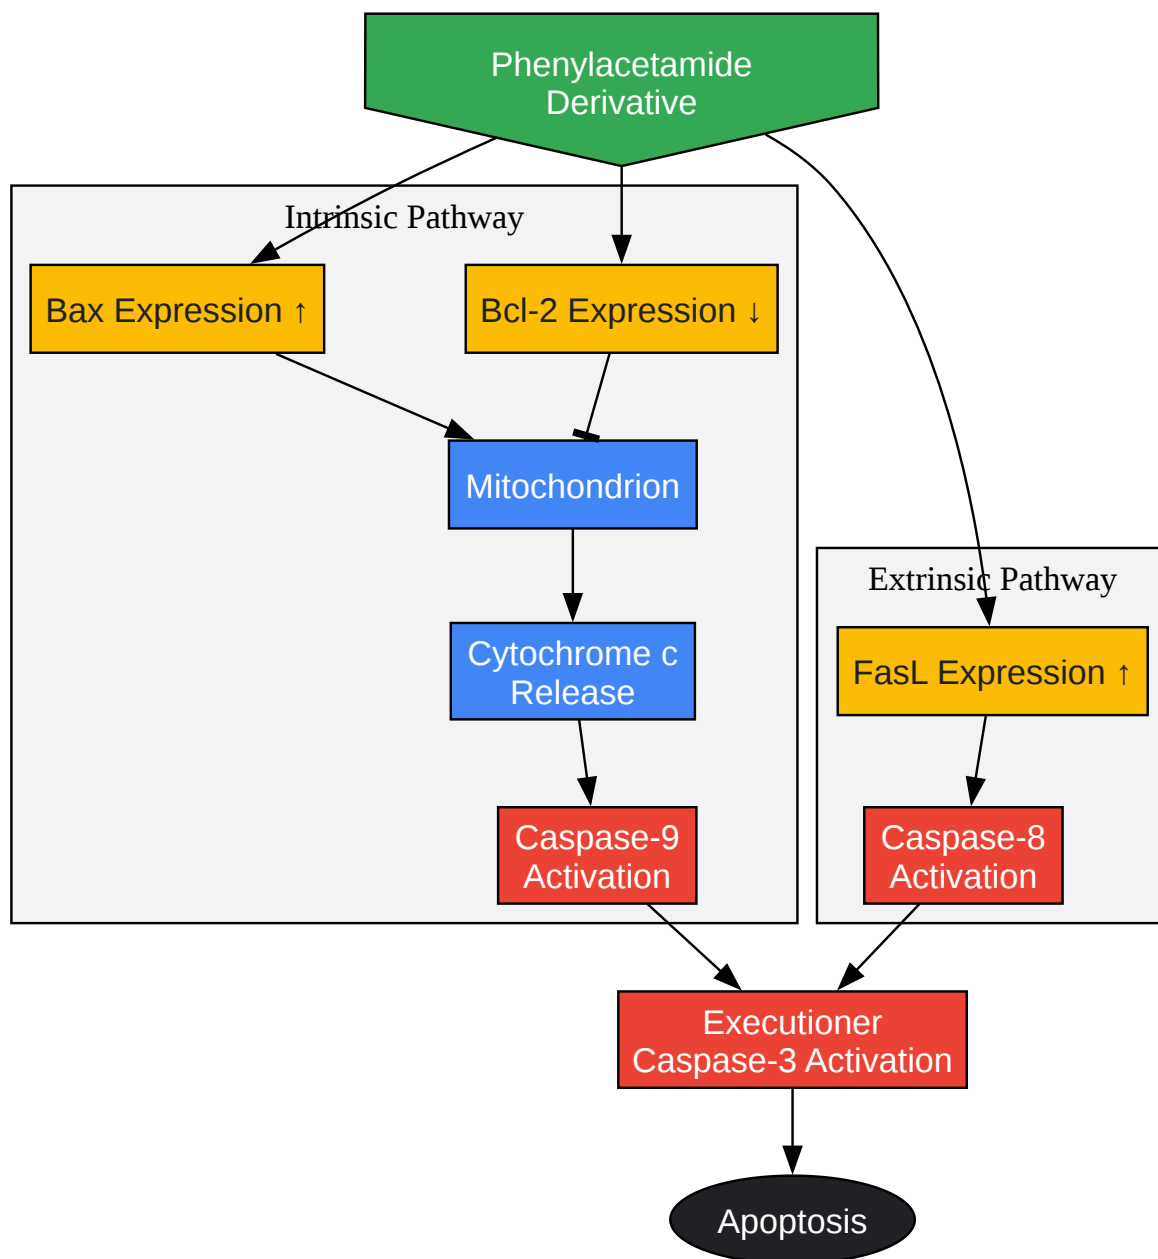 Phenylacetamide
Derivative
Intrinsic Pathway
Bax Expression ↑
Bcl-2 Expression ↓
Mitochondrion
Cytochrome c
Release
Caspase-9
Activation
Extrinsic Pathway
FasL Expression ↑
Caspase-8
Activation
Executioner
Caspase-3 Activation
Apoptosis